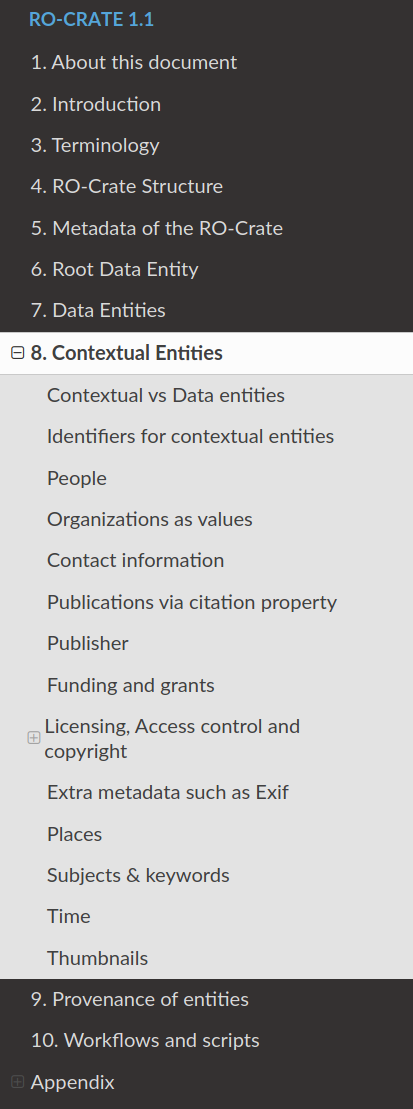 RO-CRATE 1.1
1. About this document
2. Introduction
3. Terminology
4. RO-Crate Structure
5. Metadata of the RO-Crate
6. Root Data Entity
7. Data Entities
8. Contextual Entities
Contextual vs Data entities
Identifiers for contextual entities
People
Organizations as values
Contact information
Publications via citation property
Publisher
Funding and grants
Licensing, Access control and
copyright
Extra metadata such as Exif
Places
Subjects & keywords
Time
Thumbnails
9. Provenance of entities
10. Workflows and scripts
Appendix